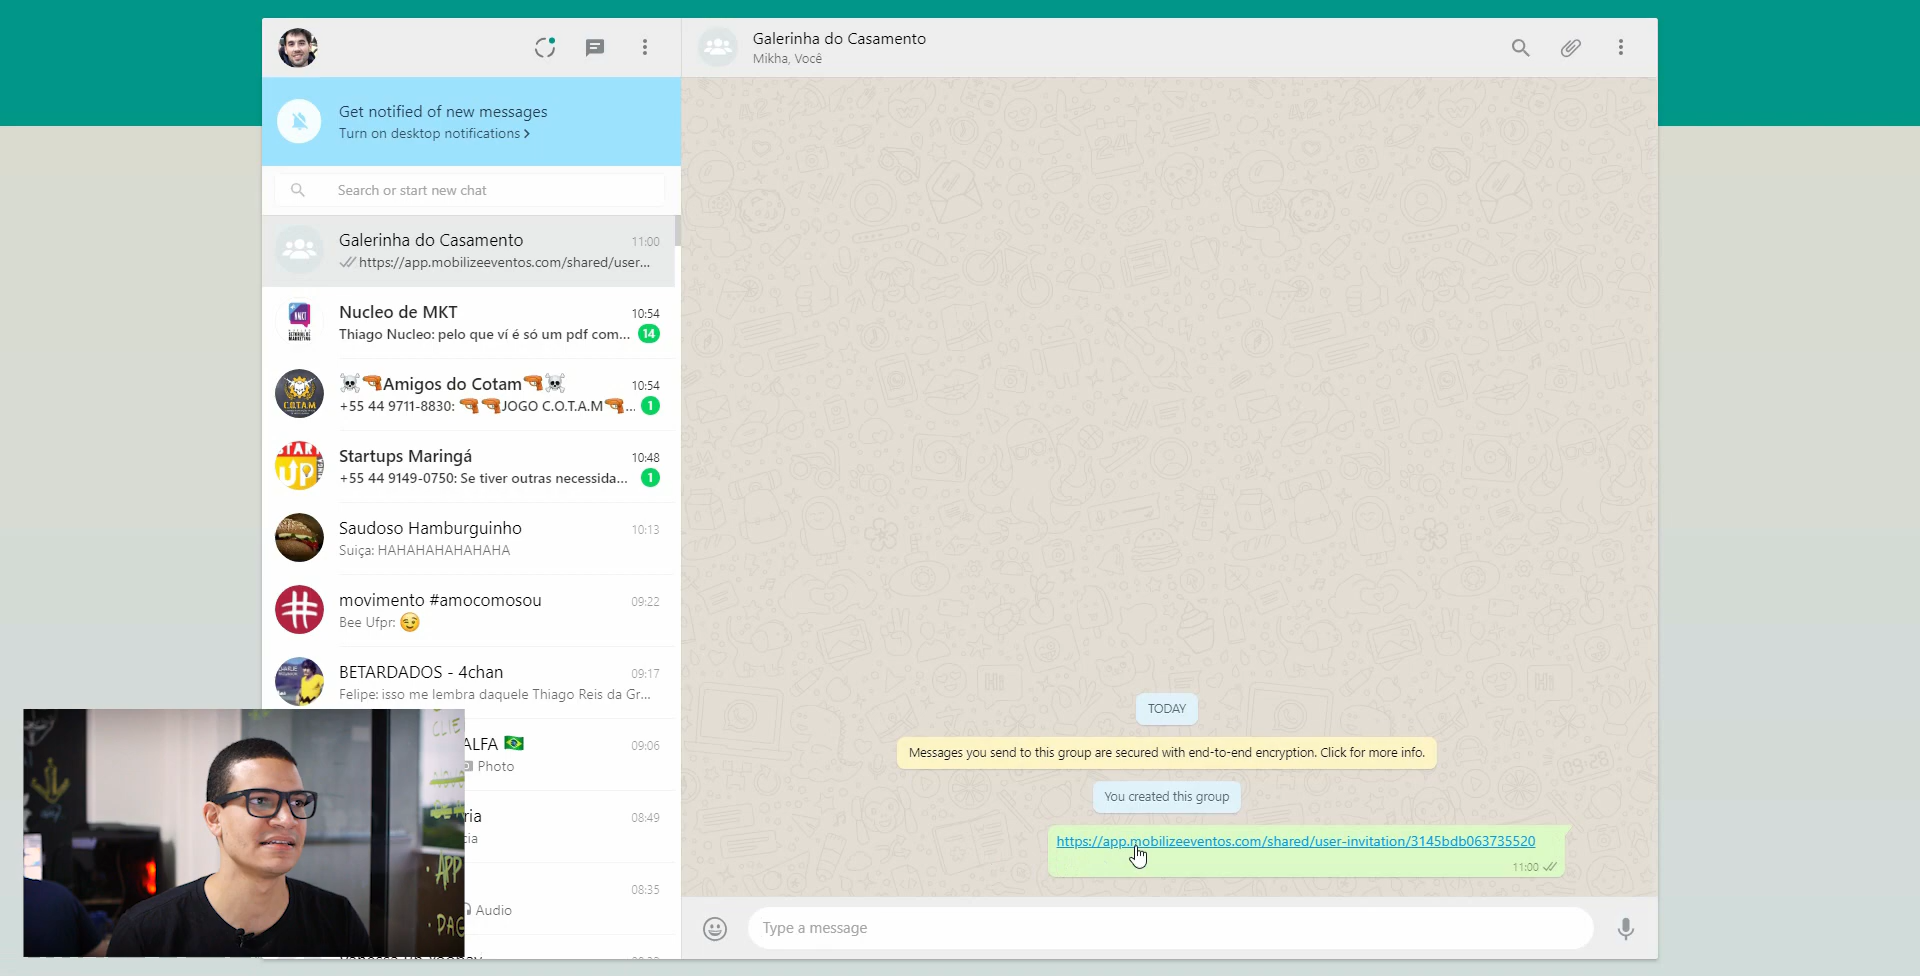 Galerinha do Casamento
Mikha, Você
Get notified of new messages
Turn on desktop notifications
Search or start new chat
Galerinha do Casamento 11:00
https://app.mobilizeeventos.com/shared/user...
Nucleo de MKT 10:54
Thiago Nucleo: pelo que ví é só um pdf com... 14
☠🔫Amigos do Cotam🔫☠ 10:54
C.O.T.A.M
+55 44 9711-8830: 🔫🔫JOGO C.O.T.A.M🔫... 1
Startups Maringá 10:48
+55 44 9149-0750: Se tiver outras necessida... 1
START
UP
Saudoso Hamburguinho 10:13
Suiça: HAHAHAHAHAHAHA
movimento #amocomosou 09:22
Bee Ufpr: 😉
BETARDADOS - 4chan 09:17
Felipe: isso me lembra daquele Thiago Reis da Gr...
ALFA 🇧🇷 09:06
Photo
ria 08:49
cia
08:35
Audio
CLIE
APP
PAG
TODAY
Messages you send to this group are secured with end-to-end encryption. Click for more info.
You created this group
https://app.mobilizeeventos.com/shared/user-invitation/3145bdb063735520
11:00
Type a message